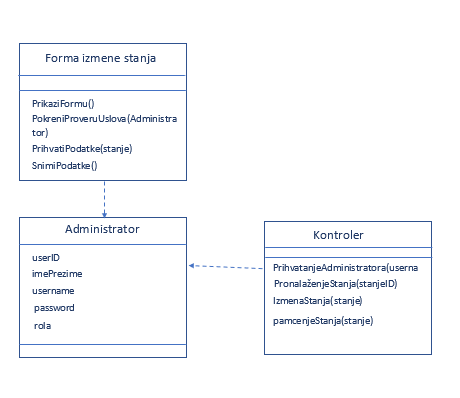 Forma izmene stanja
PrikaziFormu()
PokreniProveruUslova(Administra
tor)
PrihvatiPodatke(stanje)
SnimiPodatke()
Administrator
userID
imePrezime
username
password
rola
Kontroler
PrihvatanjeAdministratora(userna
PronalaženjeStanja(stanjeID)
IzmenaStanja(stanje)
pamcenjeStanja(stanje)